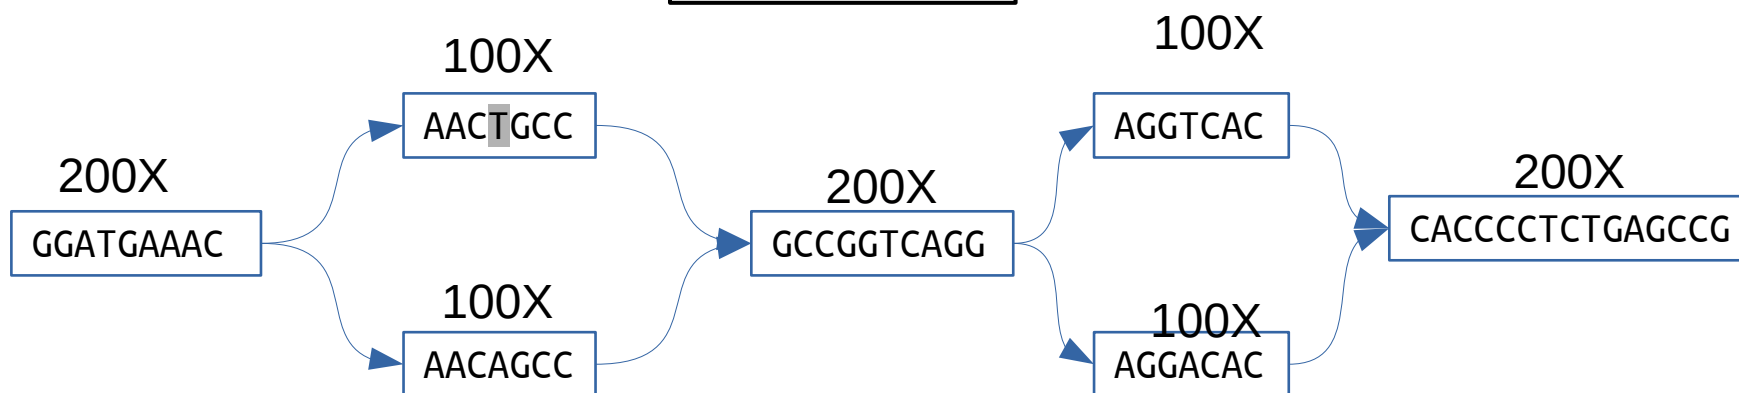 100X
AACTGCC
200X
GGATGAAAC
100X
AACAGCC
200X
GCCGGTCAGG
100X
AGGTCAC
100X
AGGACAC
200X
CACCCCTCTGAGCCG